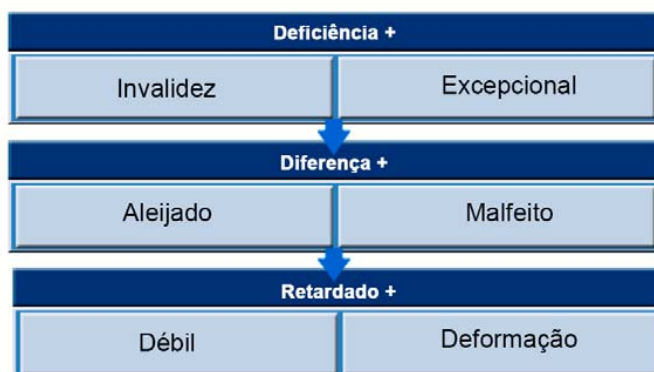 Deficiência +
Invalidez Excepcional
Diferença +
Aleijado Malfeito
Retardado +
Débil Deformação